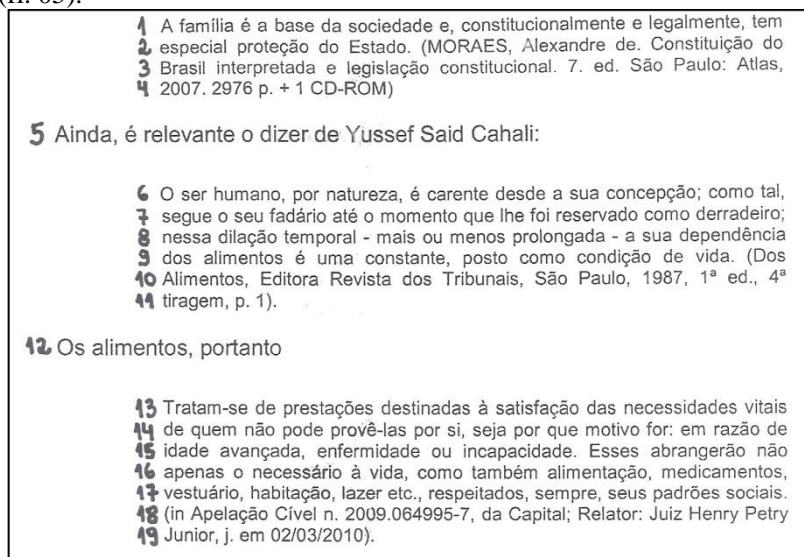 1 A família é a base da sociedade e, constitucionalmente e legalmente, tem
2 especial proteção do Estado. (MORAES, Alexandre de. Constituição do
3 Brasil interpretada e legislação constitucional. 7. ed. São Paulo: Atlas,
4 2007. 2976 p. + 1 CD-ROM)
5 Ainda, é relevante o dizer de Yussef Said Cahali:
6 O ser humano, por natureza, é carente desde a sua concepção; como tal,
7 segue o seu fadário até o momento que lhe foi reservado como derradeiro;
8 nessa dilação temporal - mais ou menos prolongada - a sua dependência
9 dos alimentos é uma constante, posto como condição de vida. (Dos
10 Alimentos, Editora Revista dos Tribunais, São Paulo, 1987, 1ª ed., 4ª
11 tiragem, p. 1).
12 Os alimentos, portanto
13 Tratam-se de prestações destinadas à satisfação das necessidades vitais
14 de quem não pode provê-las por si, seja por que motivo for: em razão de
15 idade avançada, enfermidade ou incapacidade. Esses abrangerão não
16 apenas o necessário à vida, como também alimentação, medicamentos,
17 vestuário, habitação, lazer etc., respeitados, sempre, seus padrões sociais.
18 (in Apelação Cível n. 2009.064995-7, da Capital; Relator: Juiz Henry Petry
19 Junior, j. em 02/03/2010).